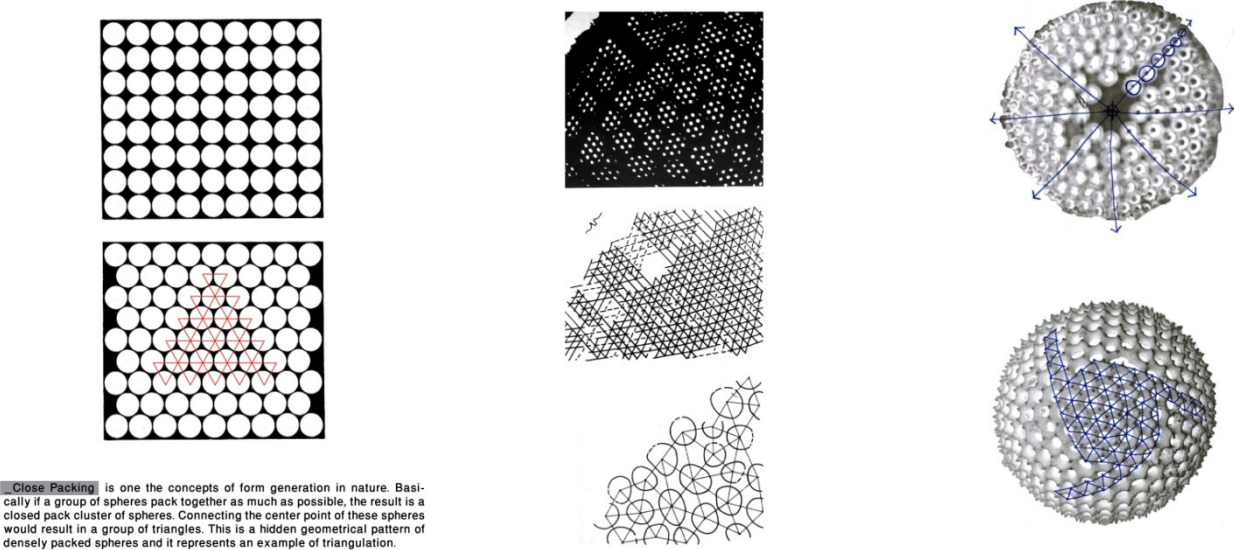 _Close Packing is one the concepts of form generation in nature. Basi-
cally if a group of spheres pack together as much as possible, the result is a
closed pack cluster of spheres. Connecting the center point of these spheres
would result in a group of triangles. This is a hidden geometrical pattern of
densely packed spheres and it represents an example of triangulation.